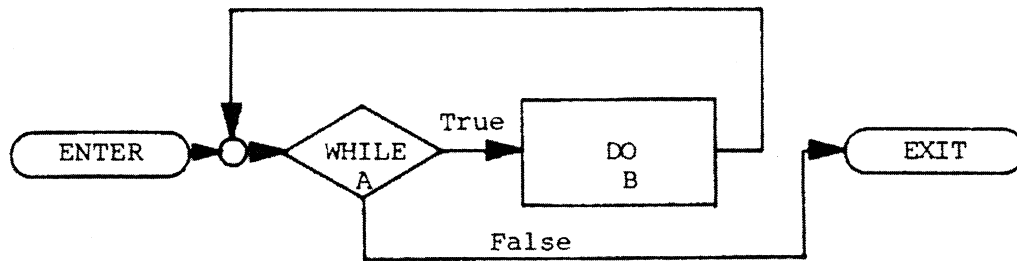 ENTER
WHILE
A
True
DO
B
False
EXIT